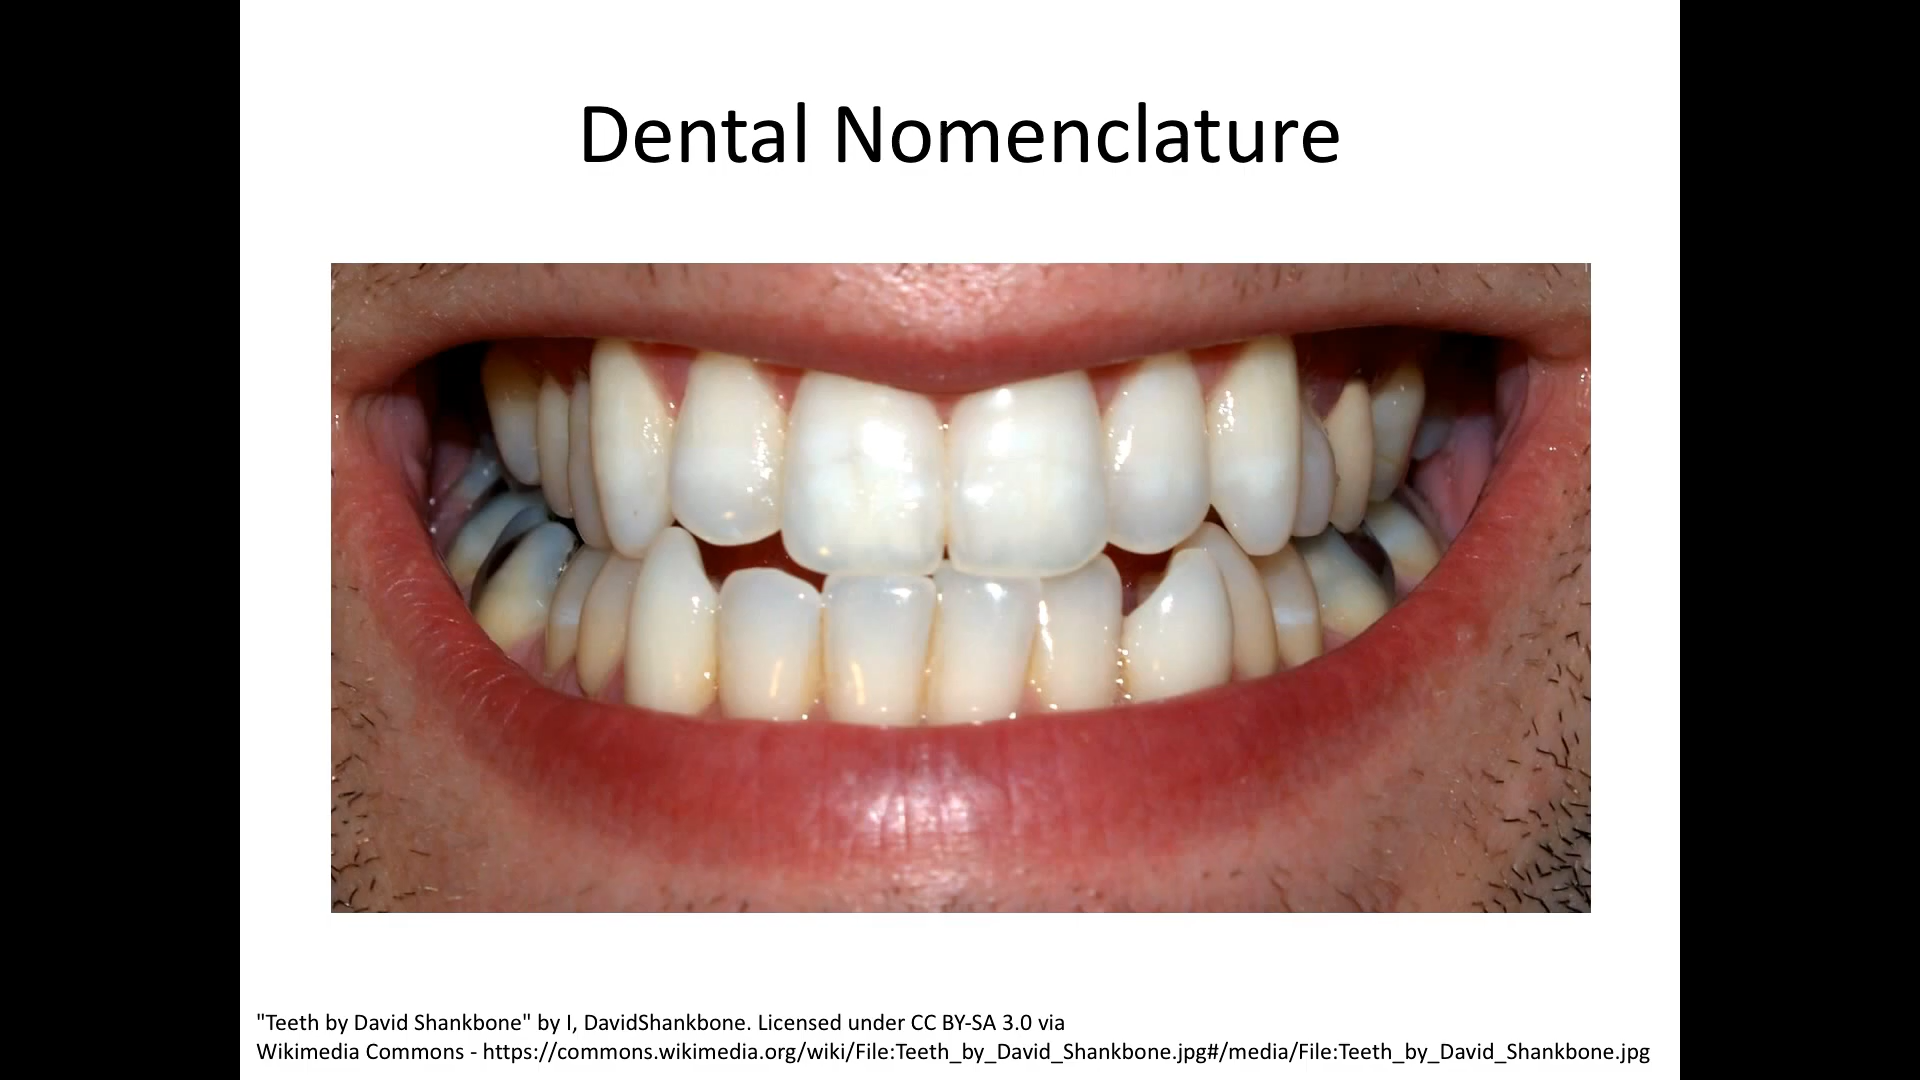 Dental Nomenclature
"Teeth by David Shankbone" by I, DavidShankbone. Licensed under CC BY-SA 3.0 via
Wikimedia Commons - https://commons.wikimedia.org/wiki/File:Teeth_by_David_Shankbone.jpg#/media/File:Teeth_by_David_Shankbone.jpg